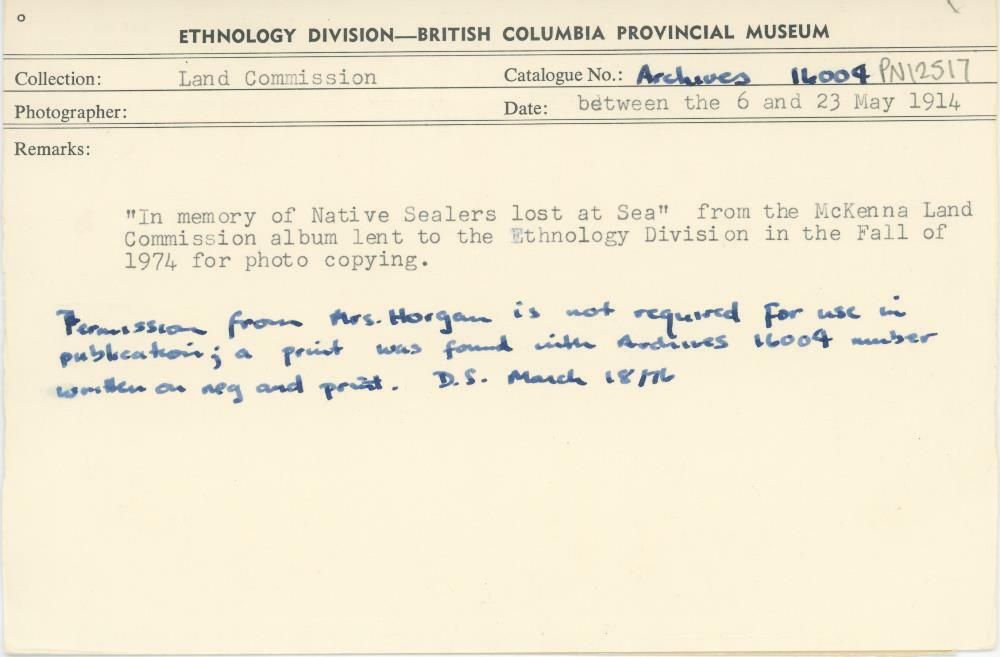 ETHNOLOGY DIVISION—BRITISH COLUMBIA PROVINCIAL MUSEUM
Collection: Land Commission Catalogue No.: Archives 16009 PN12517
Photographer: Date: between the 6 and 23 May 1914
Remarks:
"In memory of Native Sealers lost at Sea" from the McKenna Land
Commission album lent to the Ethnology Division in the Fall of
1974 for photo copying.
Permission from Mrs. Horgan is not required for use in
publication; a print was found with Archives 16009 number
written on neg and print. D.S. March 18/76